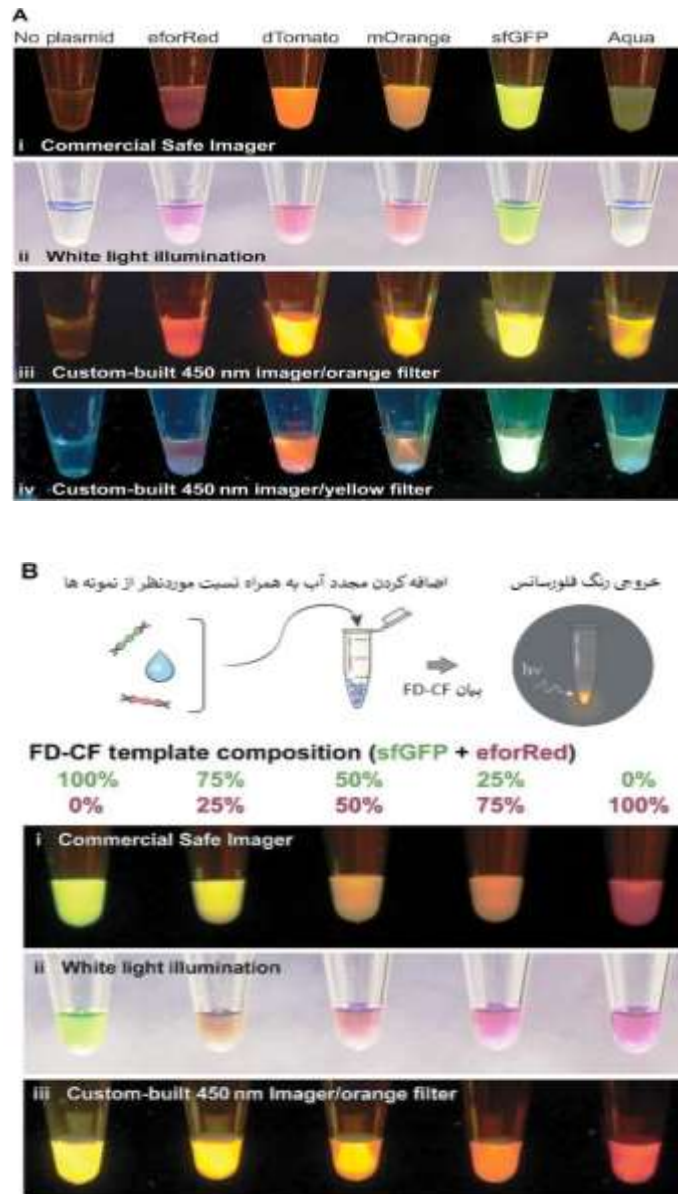 A
No plasmid eforRed dTomato mOrange sfGFP Aqua
i Commercial Safe Imager
ii White light illumination
iii Custom-built 450 nm imager/orange filter
iv Custom-built 450 nm imager/yellow filter
B
خروجی رنگ فلورسانس
اضافه کردن مجدد آب به همراه نسبت موردنظر از نمونه ها
hν
بیان FD-CF
FD-CF template composition (sfGFP + eforRed)
100% 75% 50% 25% 0%
0% 25% 50% 75% 100%
i Commercial Safe Imager
ii White light illumination
iii Custom-built 450 nm Imager/orange filter